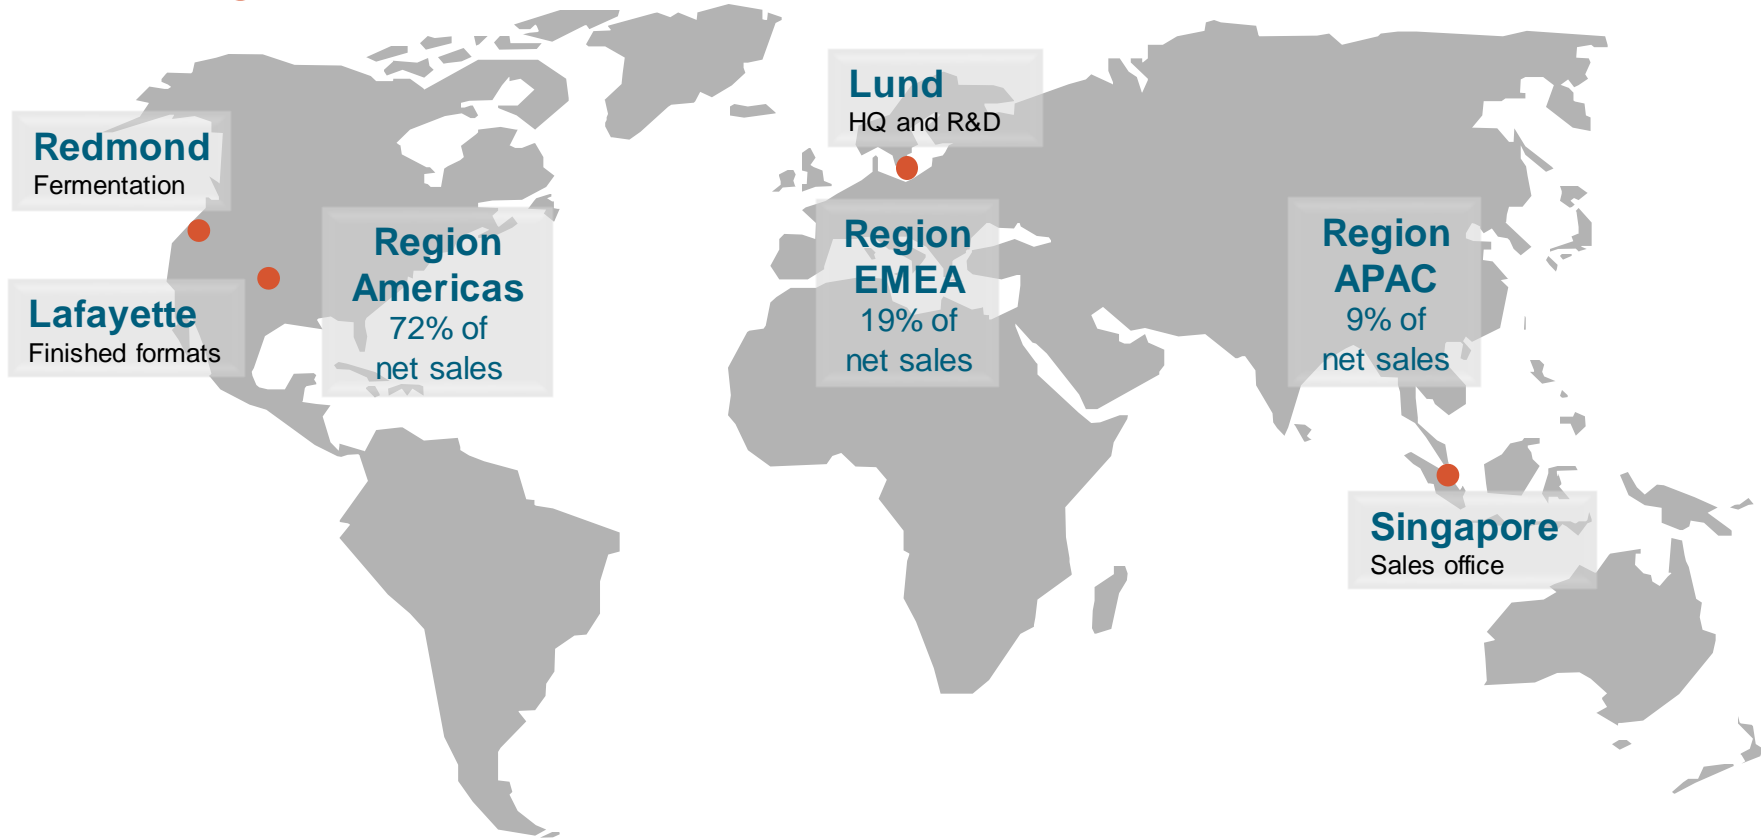 Redmond
Fermentation
Lafayette
Finished formats
Region
Americas
72% of
net sales
Lund
HQ and R&D
Region
EMEA
19% of
net sales
Region
APAC
9% of
net sales
Singapore
Sales office